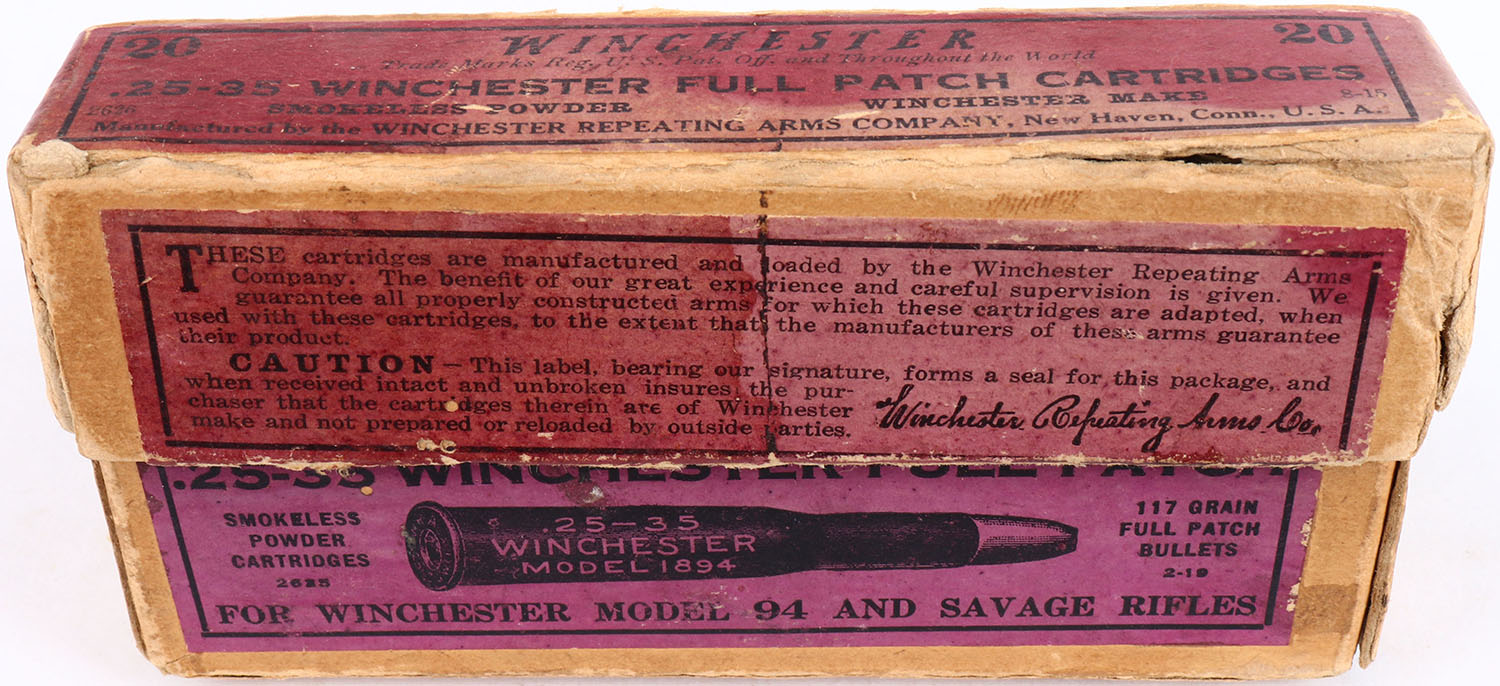 20 WINCHESTER 20
Trade Marks Reg. U. S. Pat. Off. and Throughout the World
.25-35 WINCHESTER FULL PATCH CARTRIDGES
2626 SMOKELESS POWDER WINCHESTER MAKE 8-15
Manufactured by the WINCHESTER REPEATING ARMS COMPANY, New Haven, Conn., U. S. A.
THESE cartridges are manufactured and loaded by the Winchester Repeating Arms
Company. The benefit of our great experience and careful supervision is given. We
guarantee all properly constructed arms for which these cartridges are adapted, when
used with these cartridges, to the extent that the manufacturers of these arms guarantee
their product.
CAUTION – This label, bearing our signature, forms a seal for this package, and
when received intact and unbroken insures the pur-
chaser that the cartridges therein are of Winchester
make and not prepared or reloaded by outside parties.
Winchester Repeating Arms Co.
.25-35 WINCHESTER FULL PATCH
SMOKELESS
POWDER
CARTRIDGES
2625
.25-35
WINCHESTER
MODEL 1894
117 GRAIN
FULL PATCH
BULLETS
2-19
FOR WINCHESTER MODEL 94 AND SAVAGE RIFLES